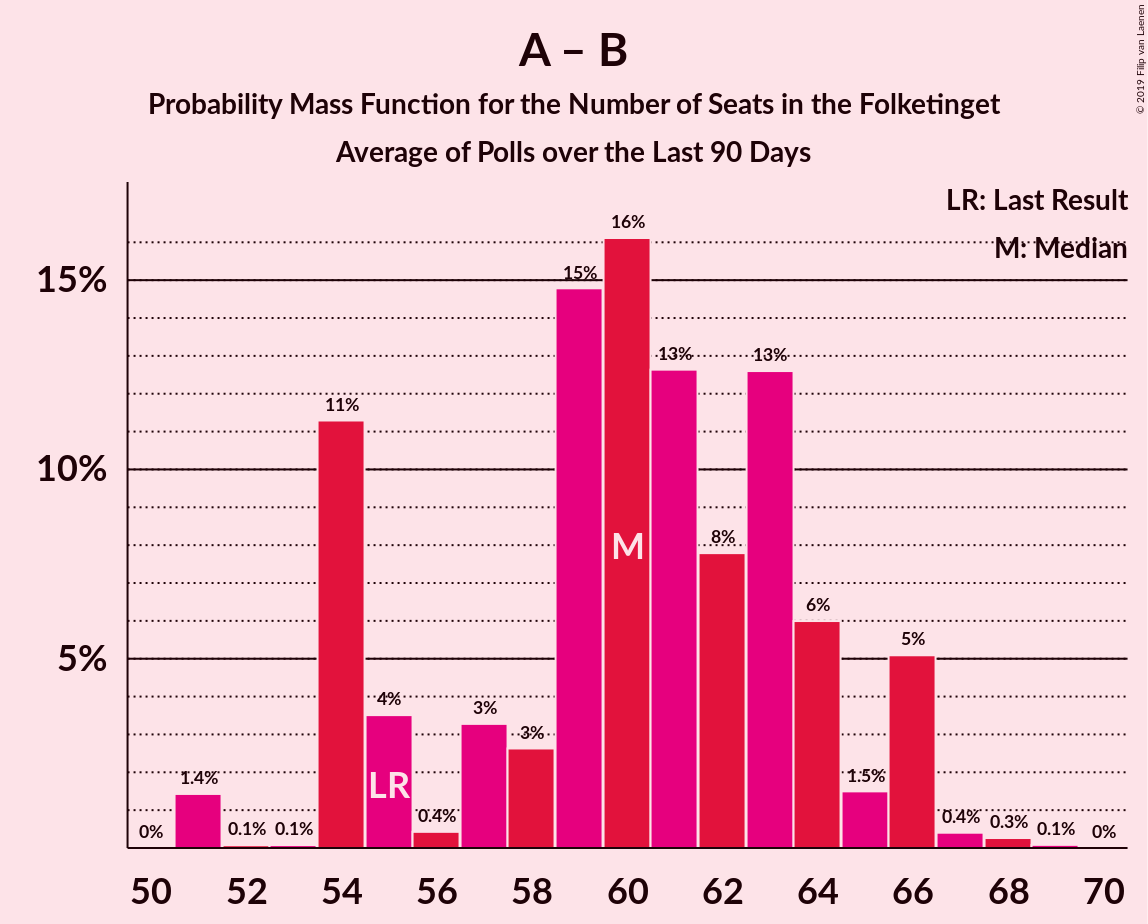 A – B
Probability Mass Function for the Number of Seats in the Folketinget
Average of Polls over the Last 90 Days
© 2019 Filip van Laenen
LR: Last Result
M: Median
15%
10%
5%
0%
1.4%
0.1%
0.1%
11%
4%
0.4%
3%
3%
15%
16%
13%
8%
13%
6%
1.5%
5%
0.4%
0.3%
0.1%
0%
LR
M
50 52 54 56 58 60 62 64 66 68 70